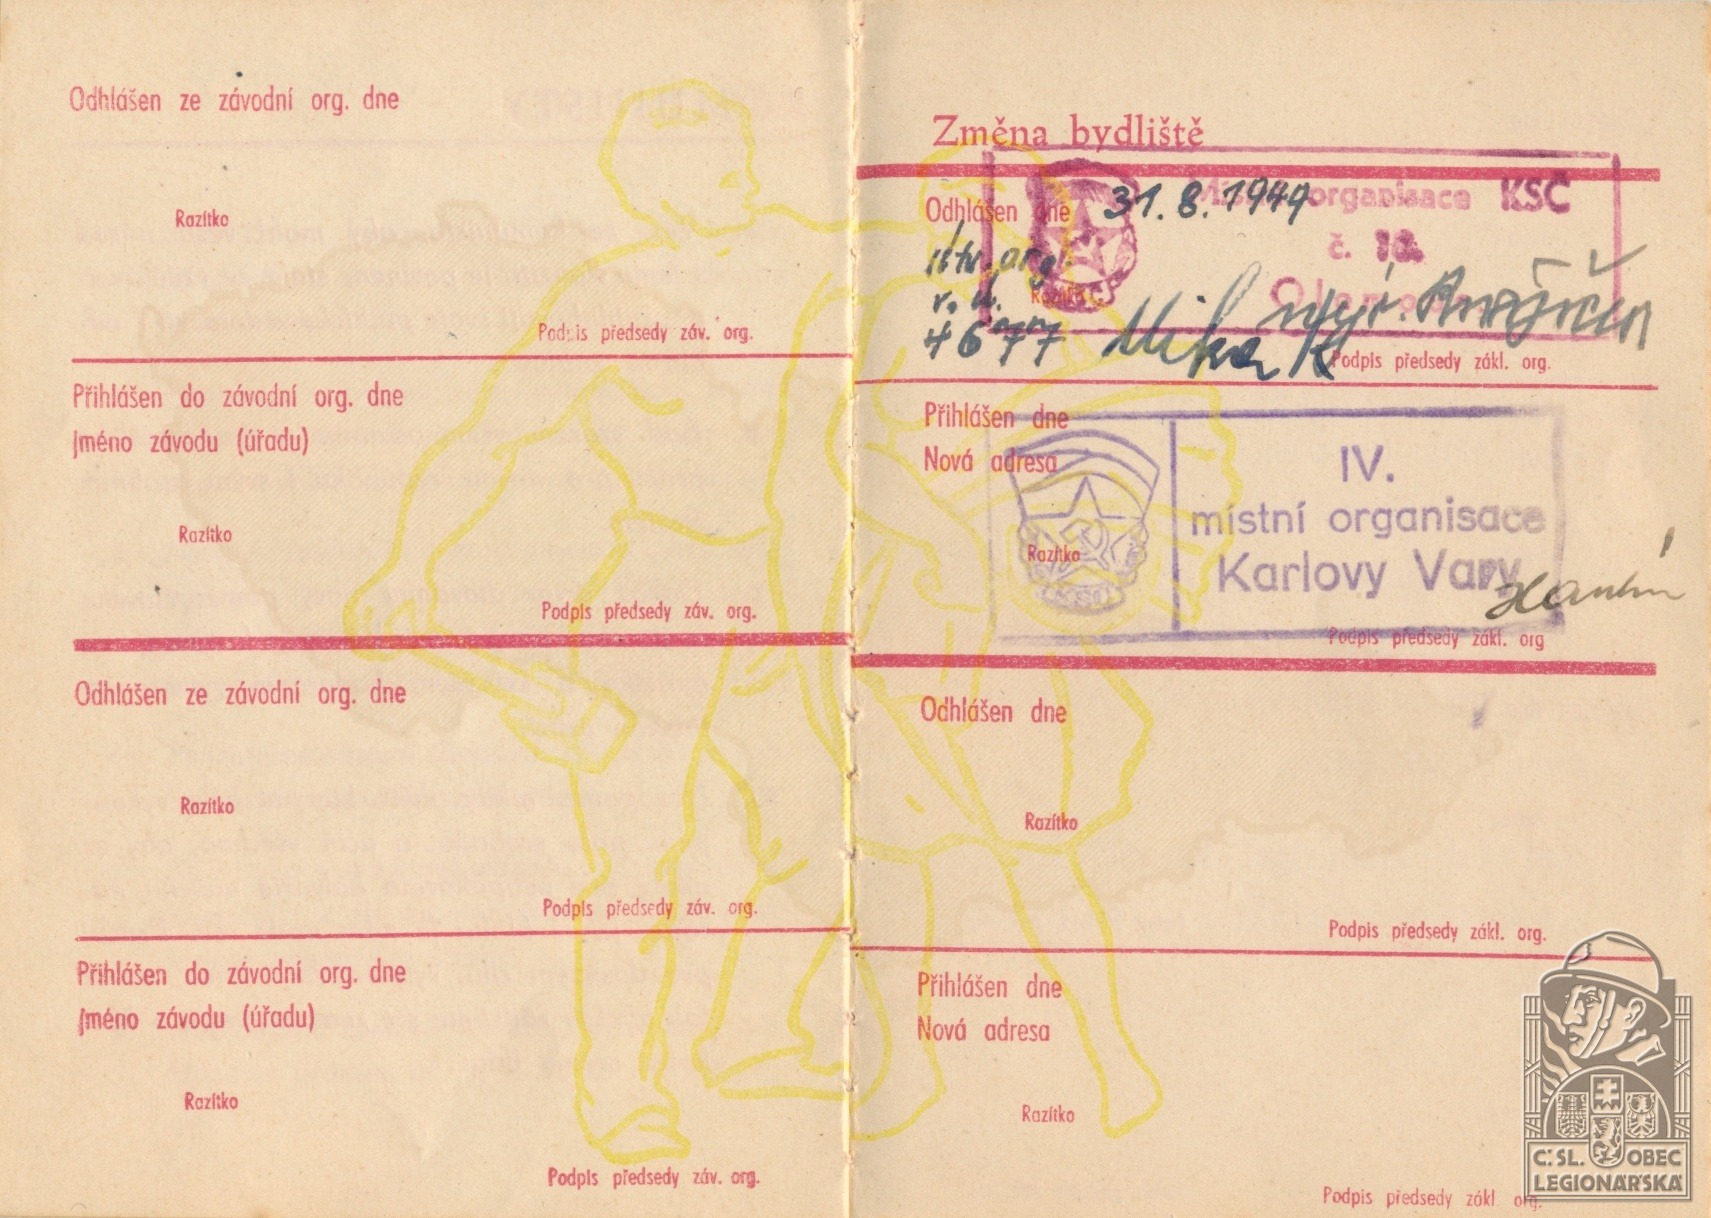 Odhlášen ze závodní org. dne
Razítko
Podpis předsedy záv. org.
Přihlášen do závodní org. dne
Jméno závodu (úřadu)
Razítko
Podpis předsedy záv. org.
Odhlášen ze závodní org. dne
Razítko
Podpis předsedy záv. org.
Přihlášen do závodní org. dne
Jméno závodu (úřadu)
Razítko
Podpis předsedy záv. org.
Změna bydliště
Odhlášen dne 31.8.1949
organisace KSČ
č. 10.
Razítko
4677
Podpis předsedy zákl. org.
Přihlášen dne
Nová adresa
IV.
místní organisace
Karlovy Vary
Razítko
Podpis předsedy zákl. org
Odhlášen dne
Razítko
Podpis předsedy zákl. org.
Přihlášen dne
Nová adresa
Razítko
Podpis předsedy zákl. org.
Č. SL. OBEC
LEGIONÁŘSKÁ